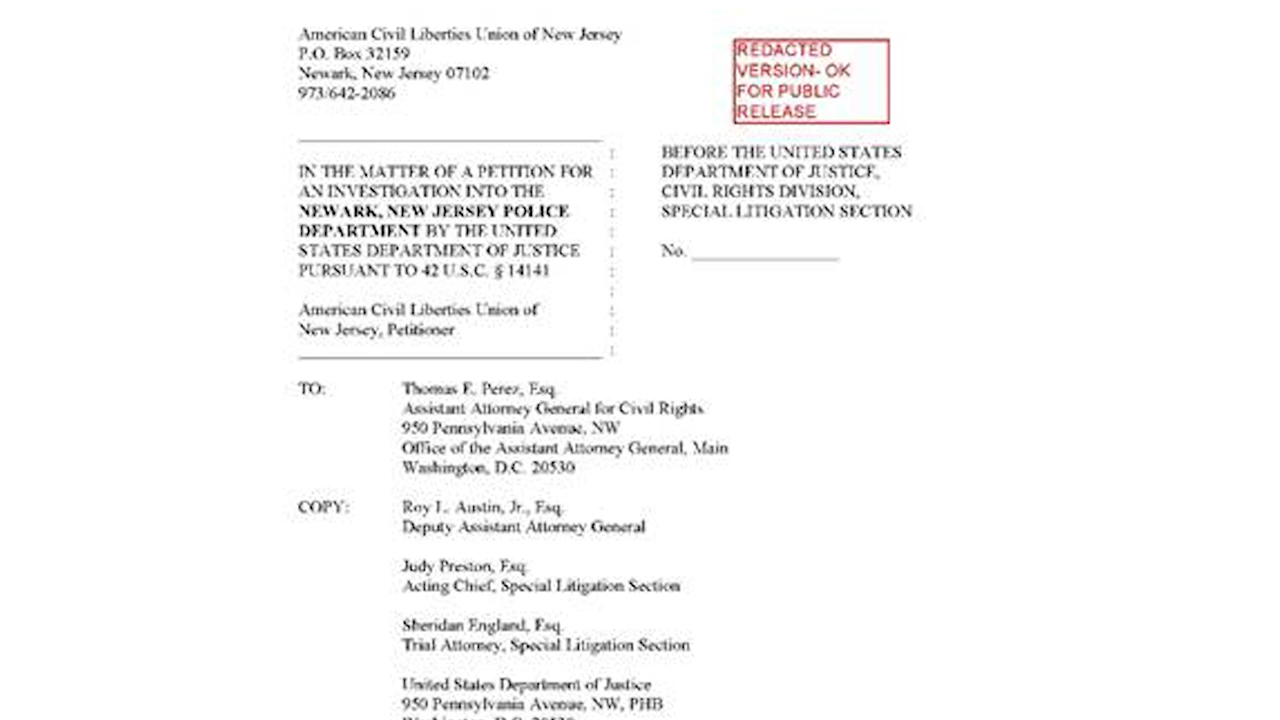 American Civil Liberties Union of New Jersey
P.O. Box 32159
Newark, New Jersey 07102
973/642-2086
REDACTED
VERSION- OK
FOR PUBLIC
RELEASE
IN THE MATTER OF A PETITION FOR
AN INVESTIGATION INTO THE
NEWARK, NEW JERSEY POLICE
DEPARTMENT BY THE UNITED
STATES DEPARTMENT OF JUSTICE
PURSUANT TO 42 U.S.C. § 14141
American Civil Liberties Union of
New Jersey, Petitioner
BEFORE THE UNITED STATES
DEPARTMENT OF JUSTICE,
CIVIL RIGHTS DIVISION,
SPECIAL LITIGATION SECTION
No. ________________
TO: Thomas E. Perez, Esq.
Assistant Attorney General for Civil Rights
950 Pennsylvania Avenue, NW
Office of the Assistant Attorney General, Main
Washington, D.C. 20530
COPY: Roy L. Austin, Jr., Esq.
Deputy Assistant Attorney General
Judy Preston, Esq.
Acting Chief, Special Litigation Section
Sheridan England, Esq.
Trial Attorney, Special Litigation Section
United States Department of Justice
950 Pennsylvania Avenue, NW, PHB